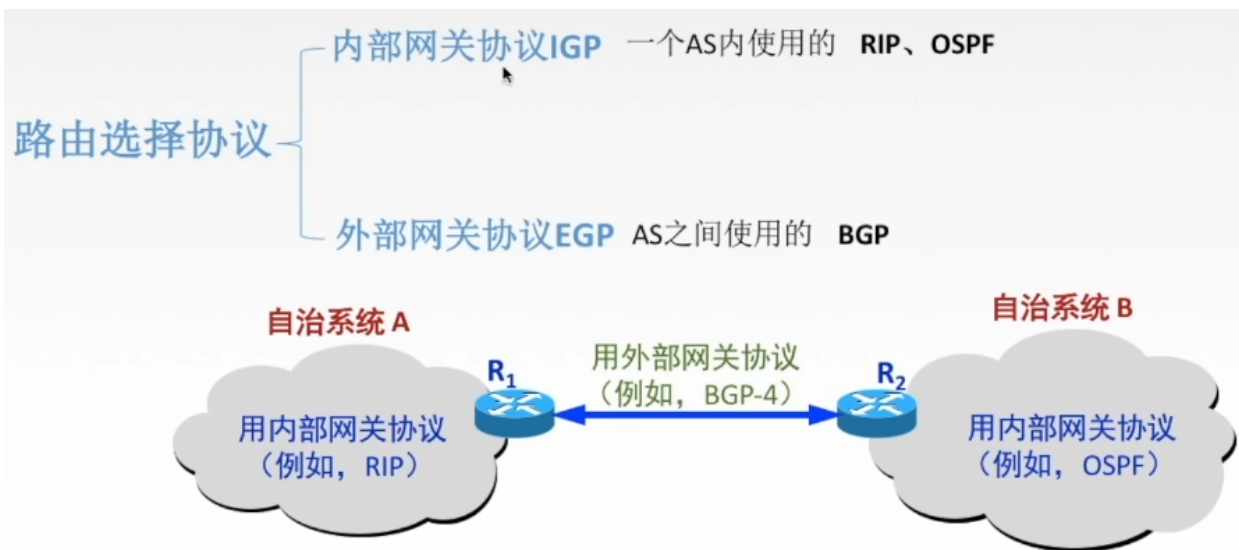 内部网关协议IGP 一个AS内使用的 RIP、OSPF
路由选择协议
外部网关协议EGP AS之间使用的 BGP
自治系统 A
自治系统 B
R1
用外部网关协议
（例如，BGP-4）
R2
用内部网关协议
（例如，RIP）
用内部网关协议
（例如，OSPF）